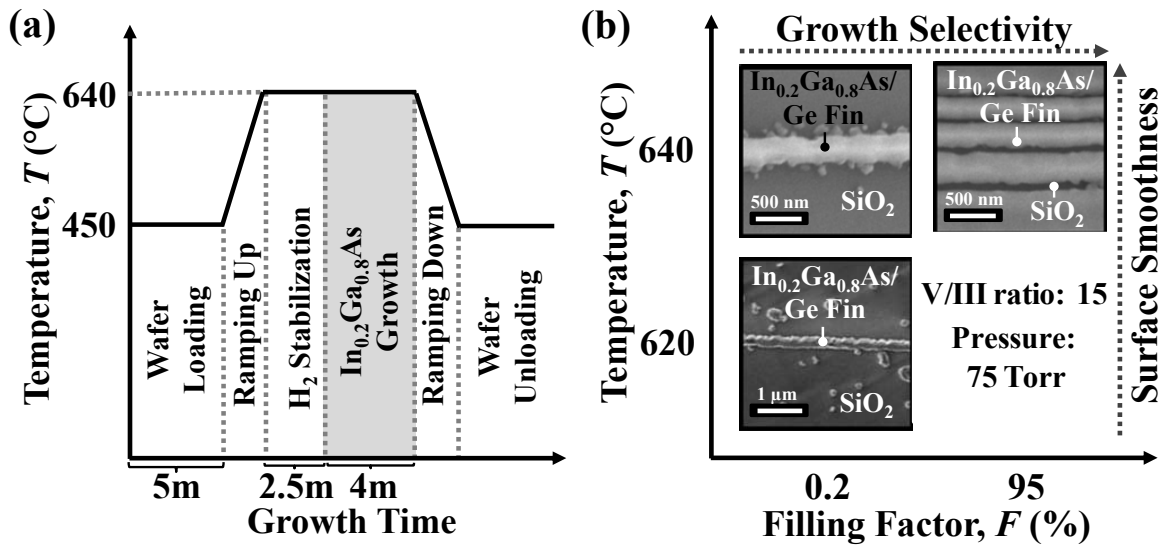 (a)
Temperature, T (°C)
640
450
Wafer
Loading
Ramping Up
H2 Stabilization
In0.2Ga0.8As
Growth
Ramping Down
Wafer
Unloading
5m
2.5m
4m
Growth Time
(b)
Growth Selectivity
Temperature, T (°C)
640
620
In0.2Ga0.8As/
Ge Fin
SiO2
500 nm
In0.2Ga0.8As/
Ge Fin
500 nm
SiO2
In0.2Ga0.8As/
Ge Fin
1 µm
SiO2
V/III ratio: 15
Pressure:
75 Torr
Surface Smoothness
0.2
95
Filling Factor, F (%)